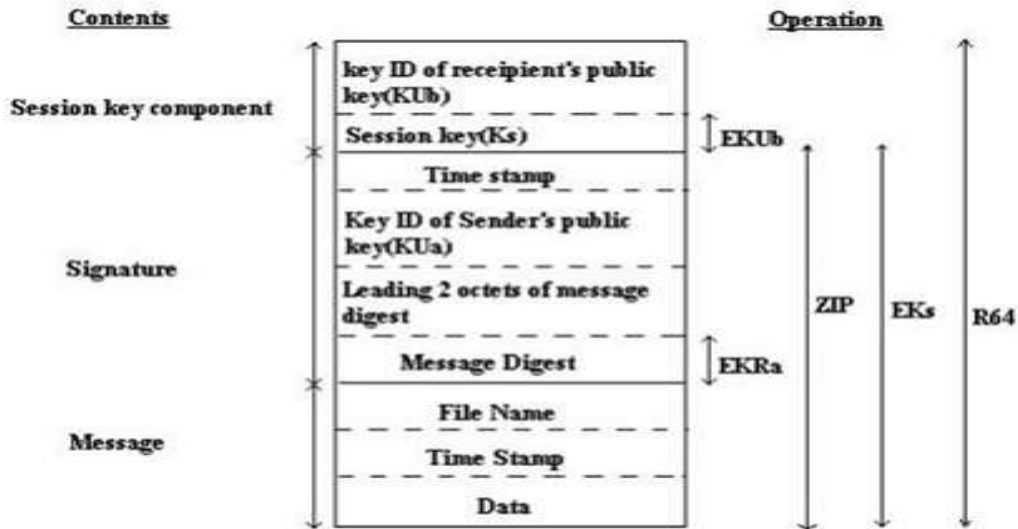 Contents
Operation
Session key component
key ID of receipient's public
key(KUb)
Session key(Ks)
EKUb
Signature
Time stamp
Key ID of Sender's public
key(KUa)
Leading 2 octets of message
digest
Message Digest
EKRa
ZIP
EKs
R64
Message
File Name
Time Stamp
Data